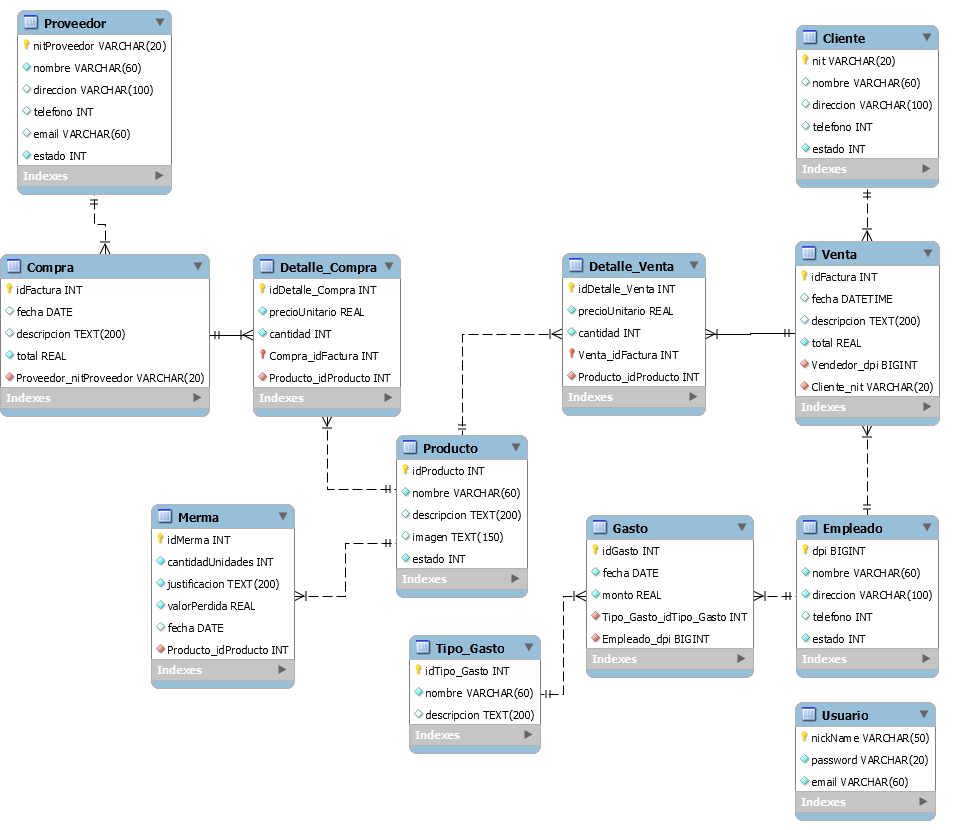 Proveedor
nitProveedor VARCHAR(20)
nombre VARCHAR(60)
direccion VARCHAR(100)
telefono INT
email VARCHAR(60)
estado INT
Indexes
Cliente
nit VARCHAR(20)
nombre VARCHAR(60)
direccion VARCHAR(100)
telefono INT
estado INT
Indexes
Compra
idFactura INT
fecha DATE
descripcion TEXT(200)
total REAL
Proveedor_nitProveedor VARCHAR(20)
Indexes
Detalle_Compra
idDetalle_Compra INT
precioUnitario REAL
cantidad INT
Compra_idFactura INT
Producto_idProducto INT
Indexes
Detalle_Venta
idDetalle_Venta INT
precioUnitario REAL
cantidad INT
Venta_idFactura INT
Producto_idProducto INT
Indexes
Venta
idFactura INT
fecha DATETIME
descripcion TEXT(200)
total REAL
Vendedor_dpi BIGINT
Cliente_nit VARCHAR(20)
Indexes
Producto
idProducto INT
nombre VARCHAR(60)
descripcion TEXT(200)
imagen TEXT(150)
estado INT
Indexes
Merma
idMerma INT
cantidadUnidades INT
justificacion TEXT(200)
valorPerdida REAL
fecha DATE
Producto_idProducto INT
Indexes
Gasto
idGasto INT
fecha DATE
monto REAL
Tipo_Gasto_idTipo_Gasto INT
Empleado_dpi BIGINT
Indexes
Empleado
dpi BIGINT
nombre VARCHAR(60)
direccion VARCHAR(100)
telefono INT
estado INT
Indexes
Tipo_Gasto
idTipo_Gasto INT
nombre VARCHAR(60)
descripcion TEXT(200)
Indexes
Usuario
nickName VARCHAR(50)
password VARCHAR(20)
email VARCHAR(60)
Indexes